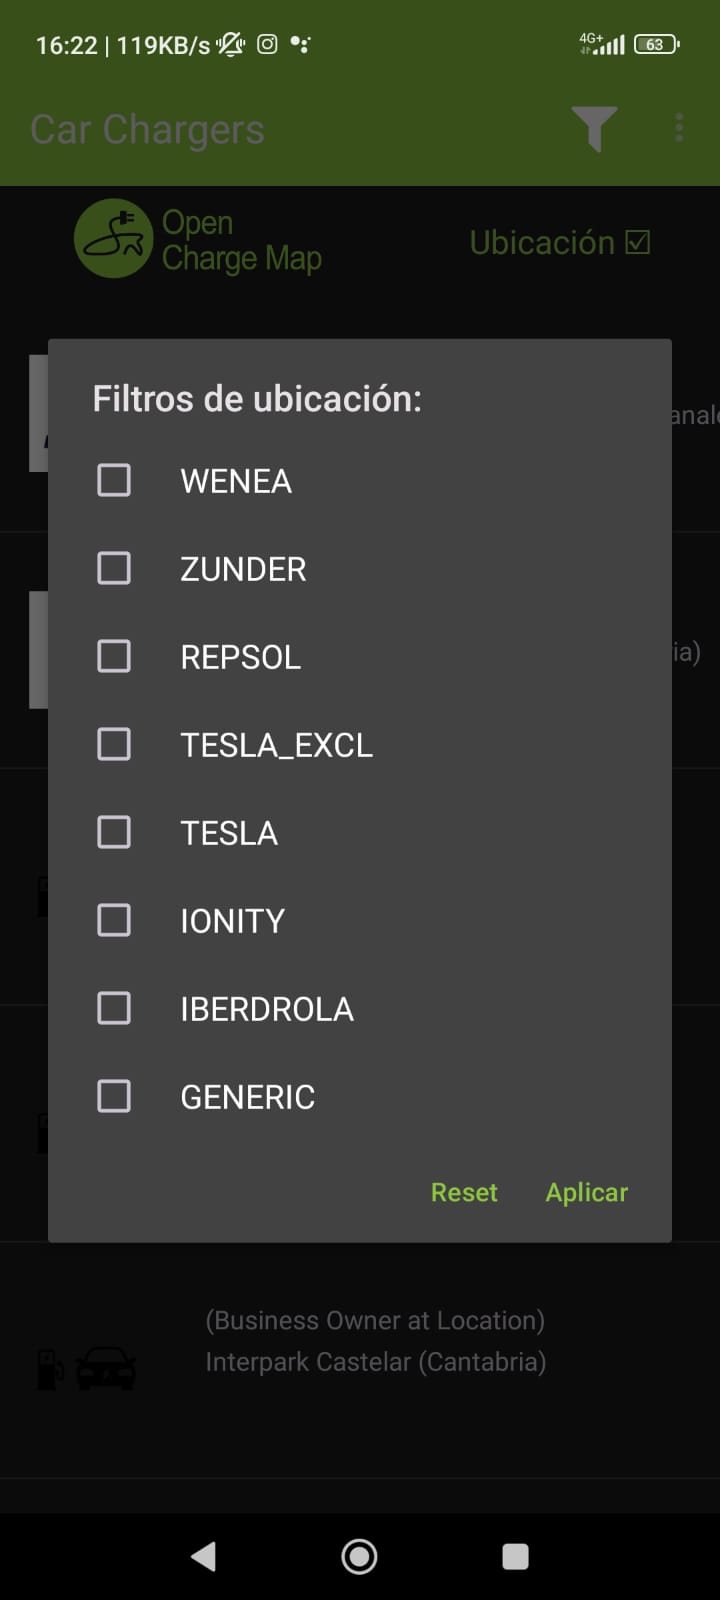 16:22 | 119KB/s 4G+ 63
Car Chargers
Open
Charge Map
Ubicación ☑
Filtros de ubicación:
WENEA
ZUNDER
REPSOL
TESLA_EXCL
TESLA
IONITY
IBERDROLA
GENERIC
Reset Aplicar
(Business Owner at Location)
Interpark Castelar (Cantabria)